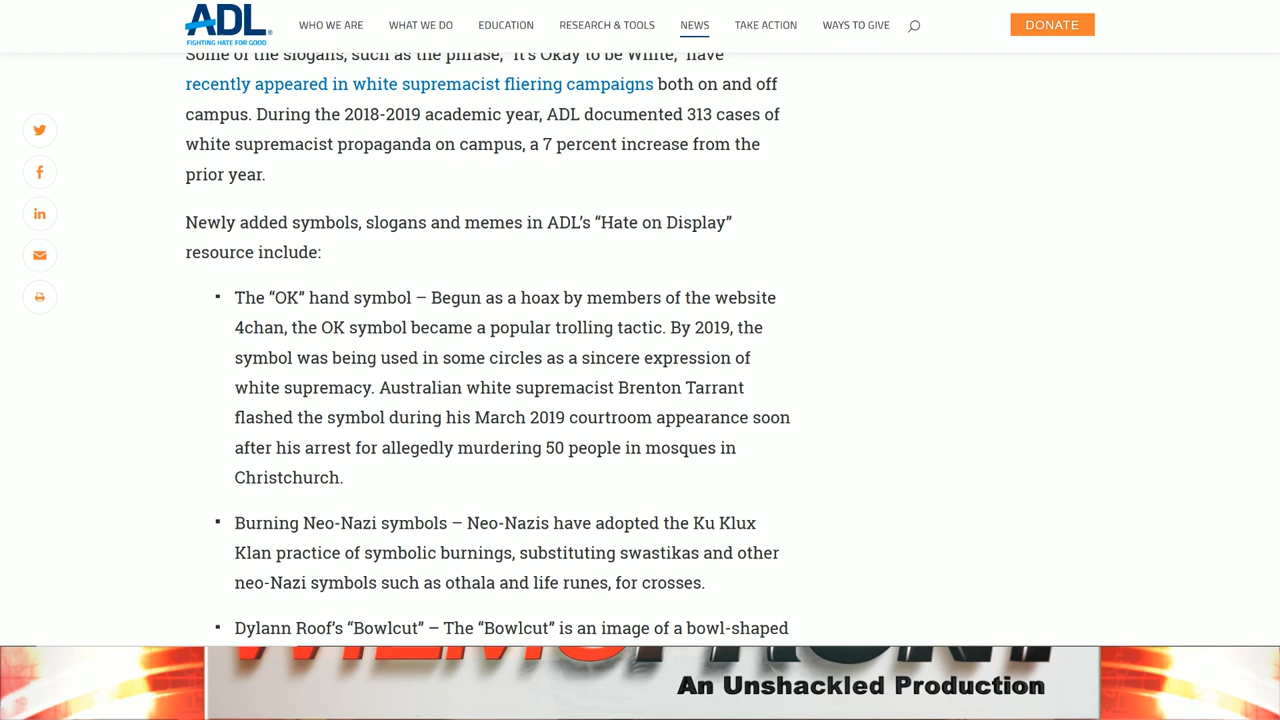 ADL®
FIGHTING HATE FOR GOOD
WHO WE ARE
WHAT WE DO
EDUCATION
RESEARCH & TOOLS
NEWS
TAKE ACTION
WAYS TO GIVE
DONATE
Some of the slogans, such as the phrase, “It’s Okay to be White,” have
recently appeared in white supremacist fliering campaigns both on and off
campus. During the 2018-2019 academic year, ADL documented 313 cases of
white supremacist propaganda on campus, a 7 percent increase from the
prior year.
Newly added symbols, slogans and memes in ADL’s “Hate on Display”
resource include:
The “OK” hand symbol – Begun as a hoax by members of the website
4chan, the OK symbol became a popular trolling tactic. By 2019, the
symbol was being used in some circles as a sincere expression of
white supremacy. Australian white supremacist Brenton Tarrant
flashed the symbol during his March 2019 courtroom appearance soon
after his arrest for allegedly murdering 50 people in mosques in
Christchurch.
Burning Neo-Nazi symbols – Neo-Nazis have adopted the Ku Klux
Klan practice of symbolic burnings, substituting swastikas and other
neo-Nazi symbols such as othala and life runes, for crosses.
Dylann Roof’s “Bowlcut” – The “Bowlcut” is an image of a bowl-shaped
An Unshackled Production